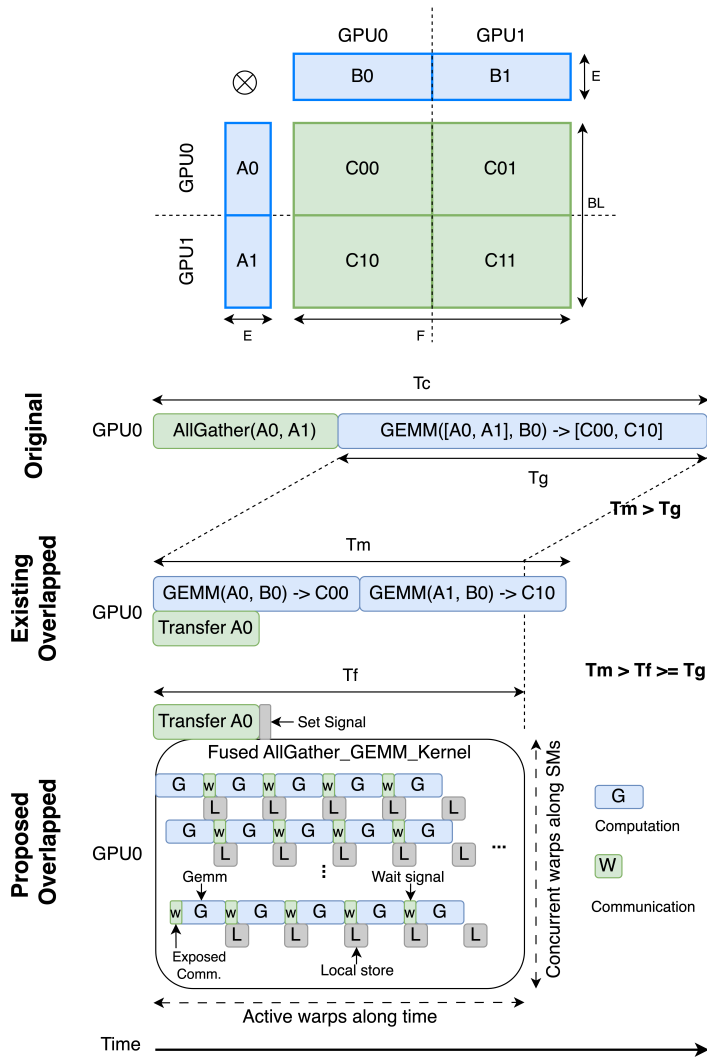 GPU0
GPU1
B0
B1
E
GPU0
A0
C00
C01
BL
GPU1
A1
C10
C11
E
F
Original
Tc
GPU0
AllGather(A0, A1)
GEMM([A0, A1], B0) -> [C00, C10]
Tg
Tm > Tg
Existing
Overlapped
Tm
GPU0
GEMM(A0, B0) -> C00
GEMM(A1, B0) -> C10
Transfer A0
Tm > Tf >= Tg
Tf
Transfer A0
Set Signal
Proposed
Overlapped
GPU0
Fused AllGather_GEMM_Kernel
G w G w G w G w G
L L L L L
G w G w G w G w G
L L L L L
...
...
Gemm
Wait signal
w G w G w G w G w G
L L L L L
Exposed
Comm.
Local store
Concurrent warps along SMs
G
Computation
W
Communication
Active warps along time
Time